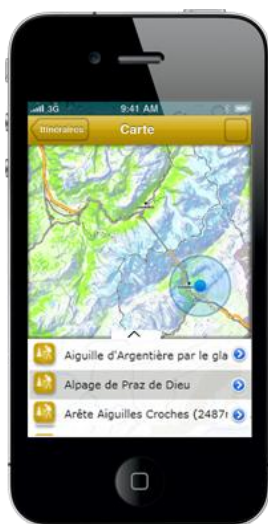 3G 9:41 AM
Itinéraires Carte
Aiguille d'Argentière par le gla
Alpage de Praz de Dieu
Arête Aiguilles Croches (2487r